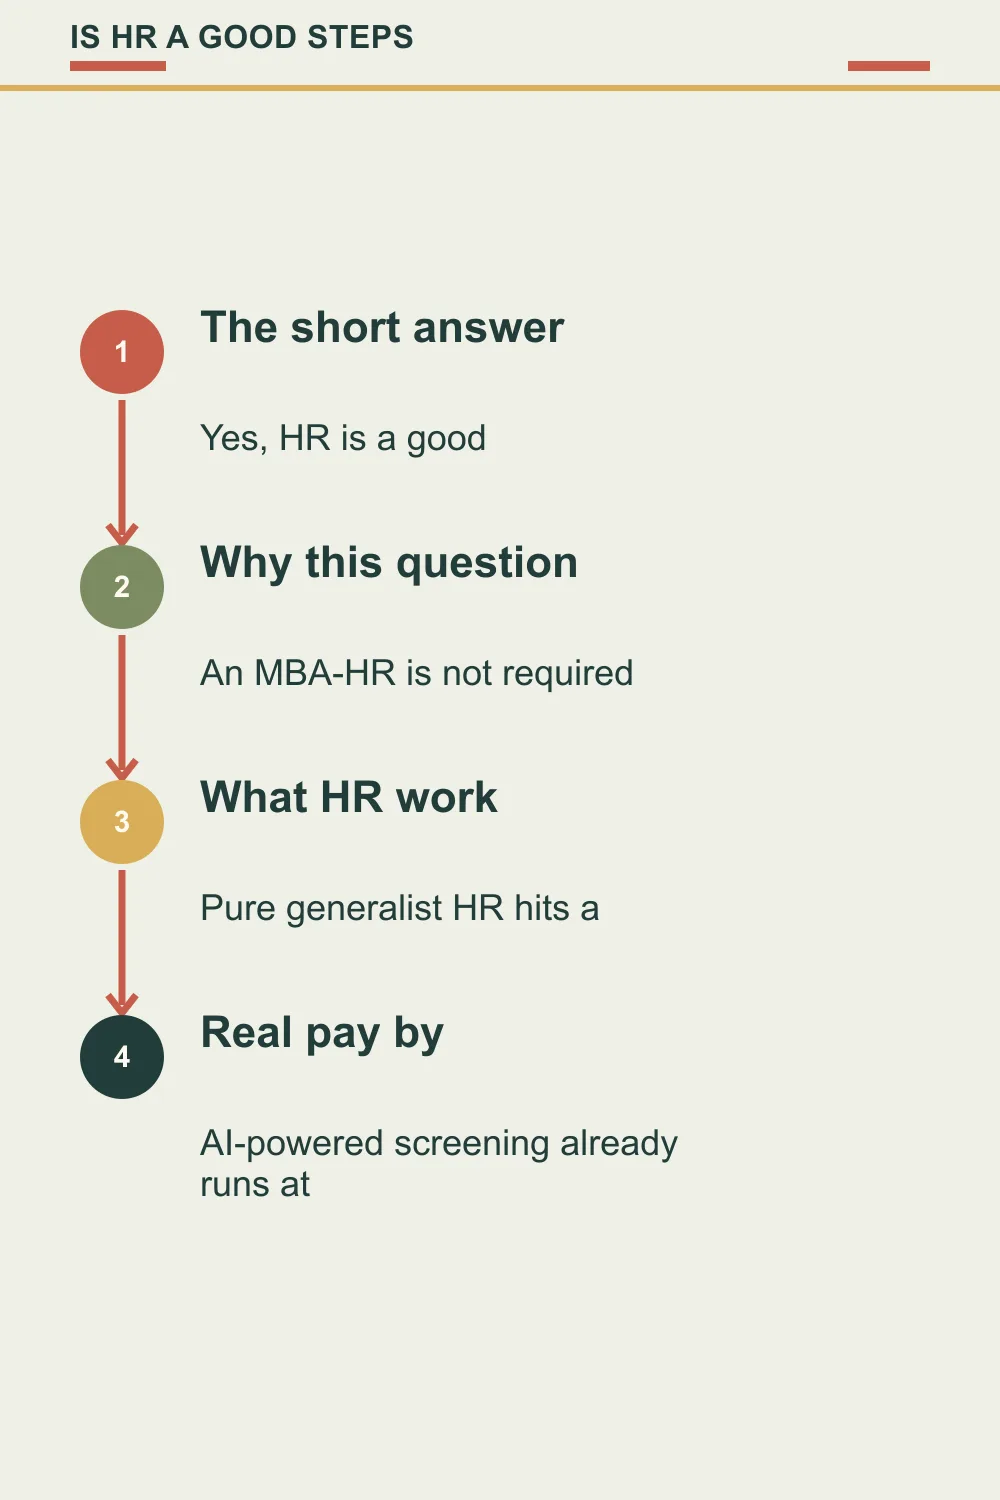 IS HR A GOOD STEPS
1
The short answer
Yes, HR is a good
2
Why this question
An MBA-HR is not required
3
What HR work
Pure generalist HR hits a
4
Real pay by
AI-powered screening already
runs at